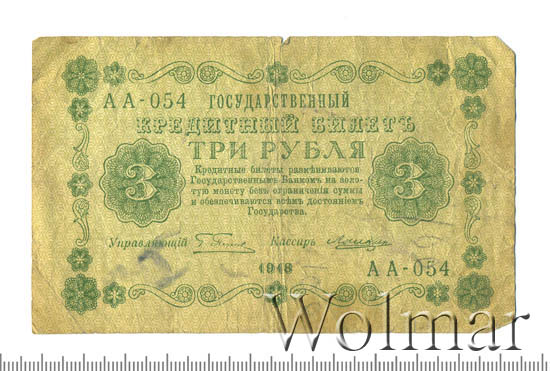 АА-054 ГОСУДАРСТВЕННЫЙ
КРЕДИТНЫЙ БИЛЕТЪ
ТРИ РУБЛЯ
3 3
Кредитные билеты размѣниваются
Государственнымъ Банкомъ на золо-
тую монету безъ ограниченія суммы
и обезпечиваются всѣмъ достояніемъ
Государства.
Управляющій Кассиръ
1918
АА-054
Wolmar